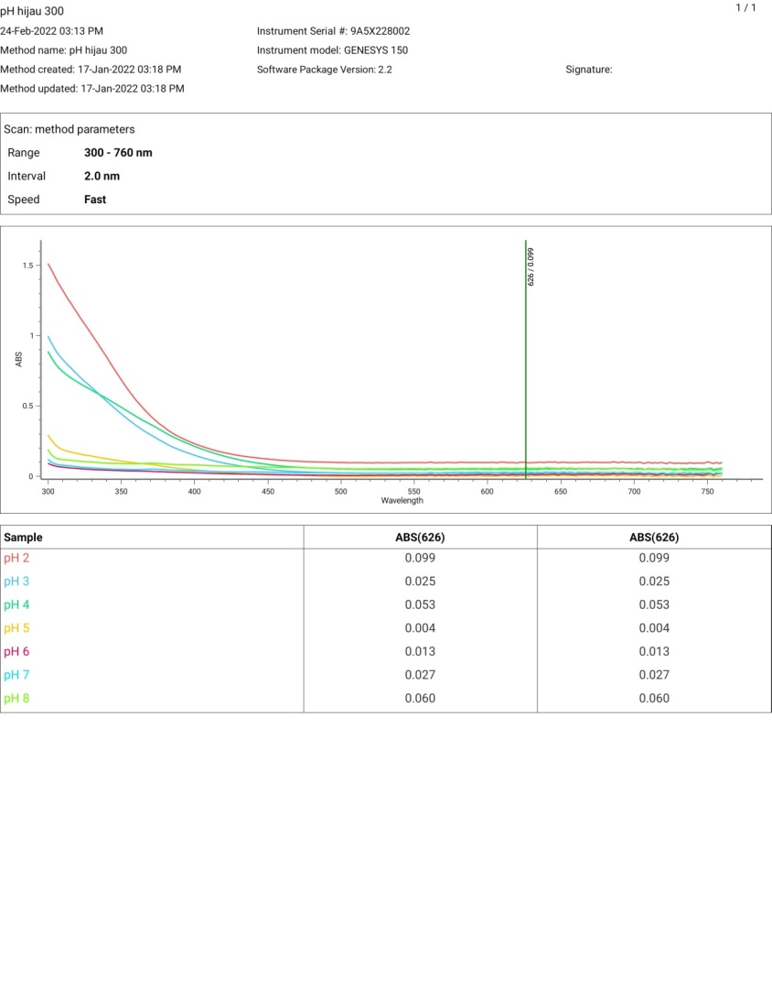 1 / 1
pH hijau 300
24-Feb-2022 03:13 PM Instrument Serial #: 9A5X228002
Method name: pH hijau 300 Instrument model: GENESYS 150
Method created: 17-Jan-2022 03:18 PM Software Package Version: 2.2 Signature:
Method updated: 17-Jan-2022 03:18 PM
Scan: method parameters
Range 300 - 760 nm
Interval 2.0 nm
Speed Fast
626 / 0.099
1.5
1
ABS
0.5
0
300 350 400 450 500 550 600 650 700 750
Wavelength
Sample ABS(626) ABS(626)
pH 2 0.099 0.099
pH 3 0.025 0.025
pH 4 0.053 0.053
pH 5 0.004 0.004
pH 6 0.013 0.013
pH 7 0.027 0.027
pH 8 0.060 0.060